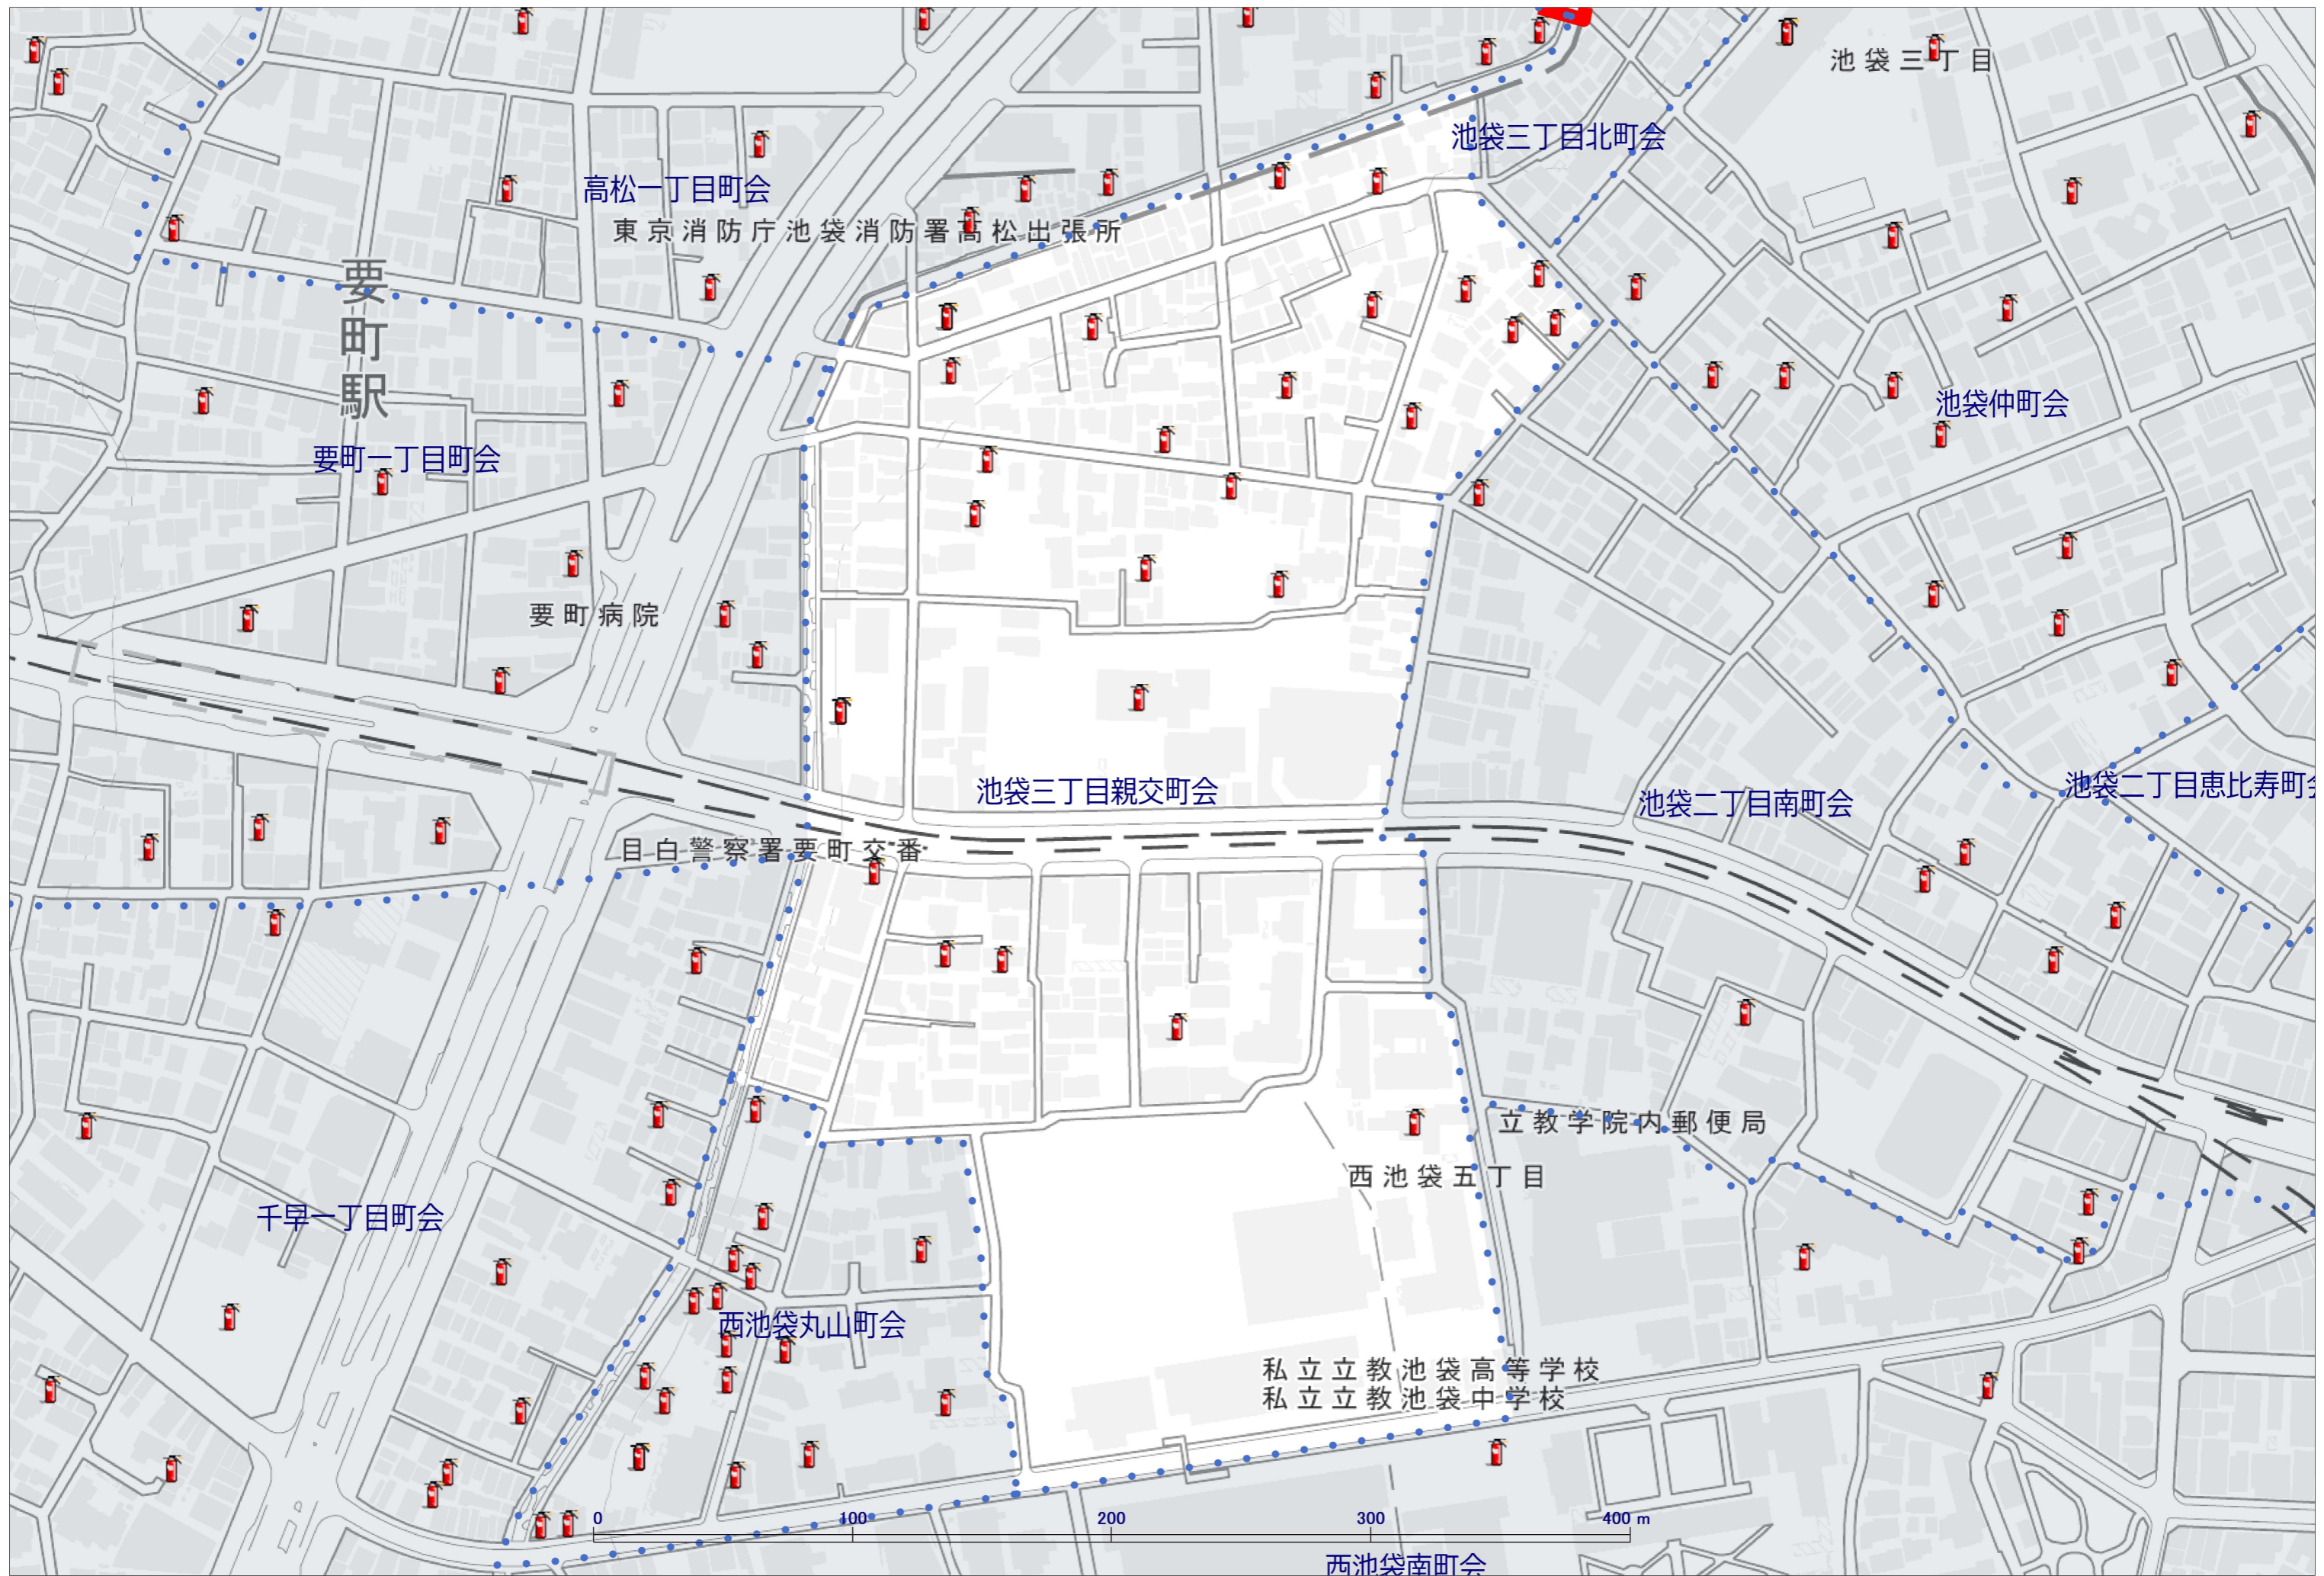 池袋三丁目
池袋三丁目北町会
高松一丁目町会
東京消防庁池袋消防署高松出張所
要町駅
池袋仲町会
要町一丁目町会
要町病院
池袋三丁目親交町会
池袋二丁目南町会
池袋二丁目恵比寿町会
目白警察署要町交番
立教学院内郵便局
西池袋五丁目
千早一丁目町会
西池袋丸山町会
私立立教池袋高等学校
私立立教池袋中学校
0 100 200 300 400 m
西池袋南町会